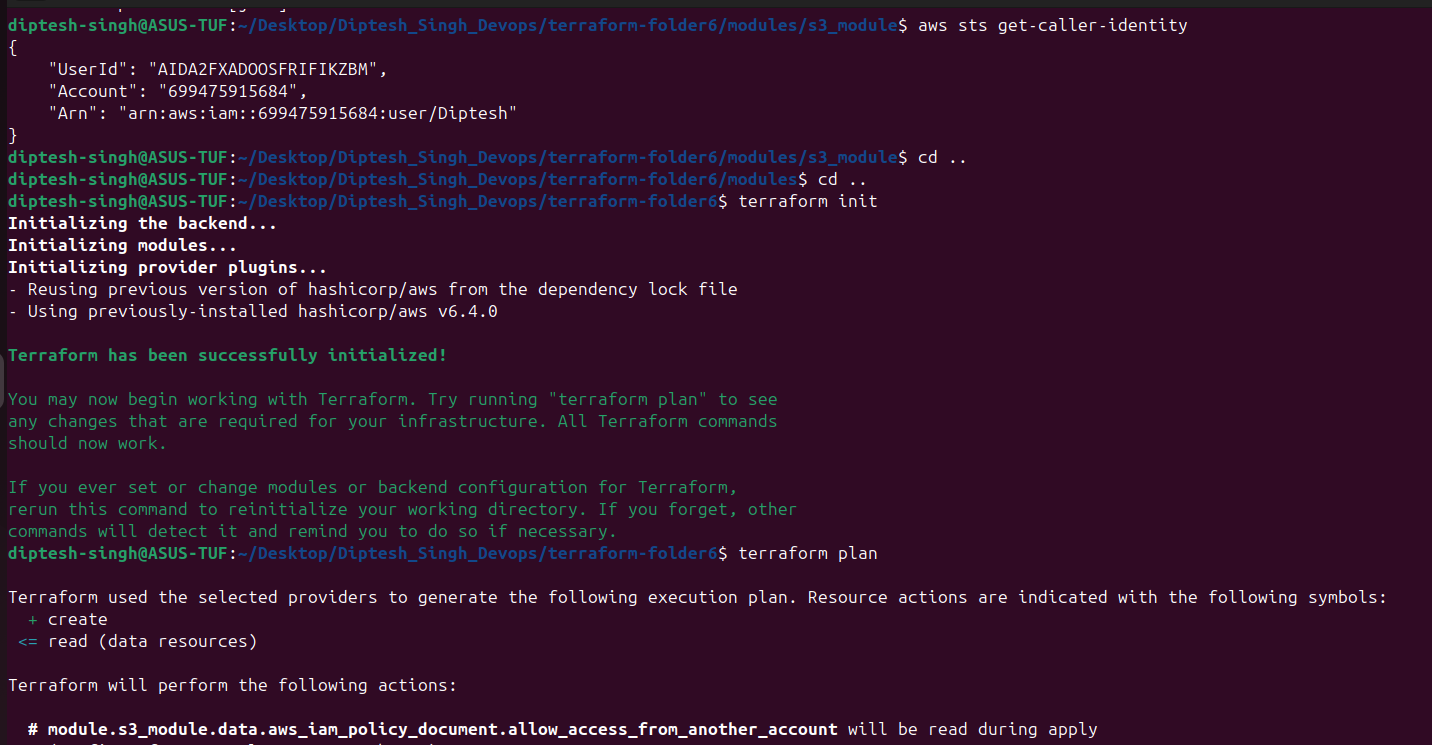 diptesh-singh@ASUS-TUF:~/Desktop/Diptesh_Singh_Devops/terraform-folder6/modules/s3_module$ aws sts get-caller-identity
{
    "UserId": "AIDA2FXADOOSFRIFIKZBM",
    "Account": "699475915684",
    "Arn": "arn:aws:iam::699475915684:user/Diptesh"
}
diptesh-singh@ASUS-TUF:~/Desktop/Diptesh_Singh_Devops/terraform-folder6/modules/s3_module$ cd ..
diptesh-singh@ASUS-TUF:~/Desktop/Diptesh_Singh_Devops/terraform-folder6/modules$ cd ..
diptesh-singh@ASUS-TUF:~/Desktop/Diptesh_Singh_Devops/terraform-folder6$ terraform init
Initializing the backend...
Initializing modules...
Initializing provider plugins...
- Reusing previous version of hashicorp/aws from the dependency lock file
- Using previously-installed hashicorp/aws v6.4.0

Terraform has been successfully initialized!

You may now begin working with Terraform. Try running "terraform plan" to see
any changes that are required for your infrastructure. All Terraform commands
should now work.

If you ever set or change modules or backend configuration for Terraform,
rerun this command to reinitialize your working directory. If you forget, other
commands will detect it and remind you to do so if necessary.
diptesh-singh@ASUS-TUF:~/Desktop/Diptesh_Singh_Devops/terraform-folder6$ terraform plan

Terraform used the selected providers to generate the following execution plan. Resource actions are indicated with the following symbols:
  + create
 <= read (data resources)

Terraform will perform the following actions:

  # module.s3_module.data.aws_iam_policy_document.allow_access_from_another_account will be read during apply